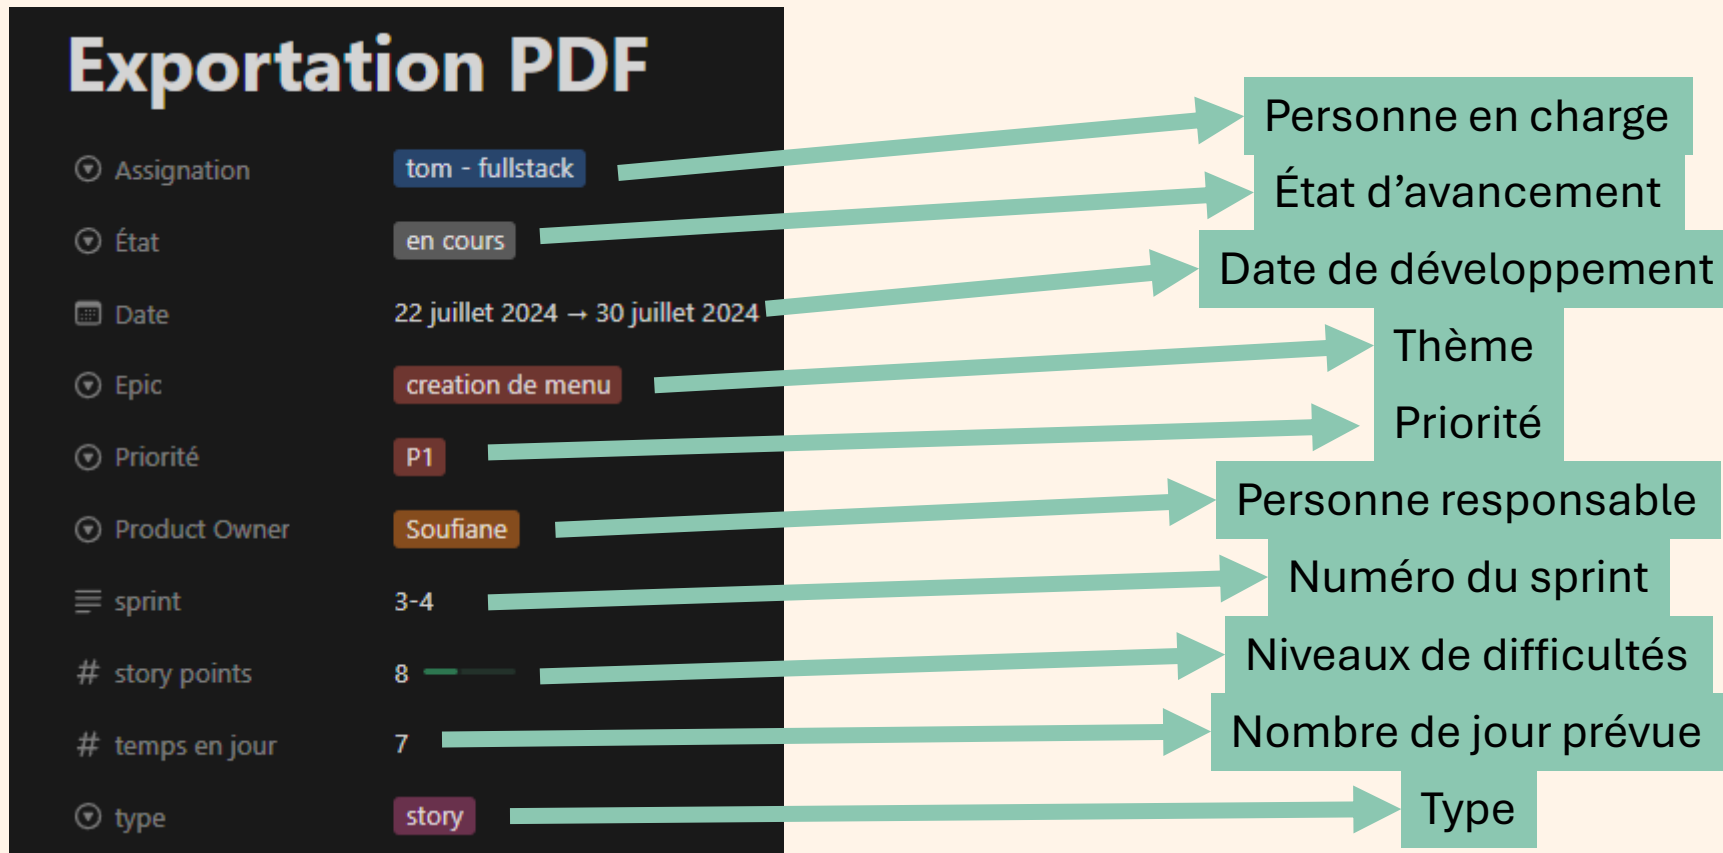 Exportation PDF
Assignation tom - fullstack Personne en charge
État en cours État d’avancement
Date 22 juillet 2024 → 30 juillet 2024 Date de développement
Epic creation de menu Thème
Priorité P1 Priorité
Product Owner Soufiane Personne responsable
sprint 3-4 Numéro du sprint
# story points 8 Niveaux de difficultés
# temps en jour 7 Nombre de jour prévue
type story Type